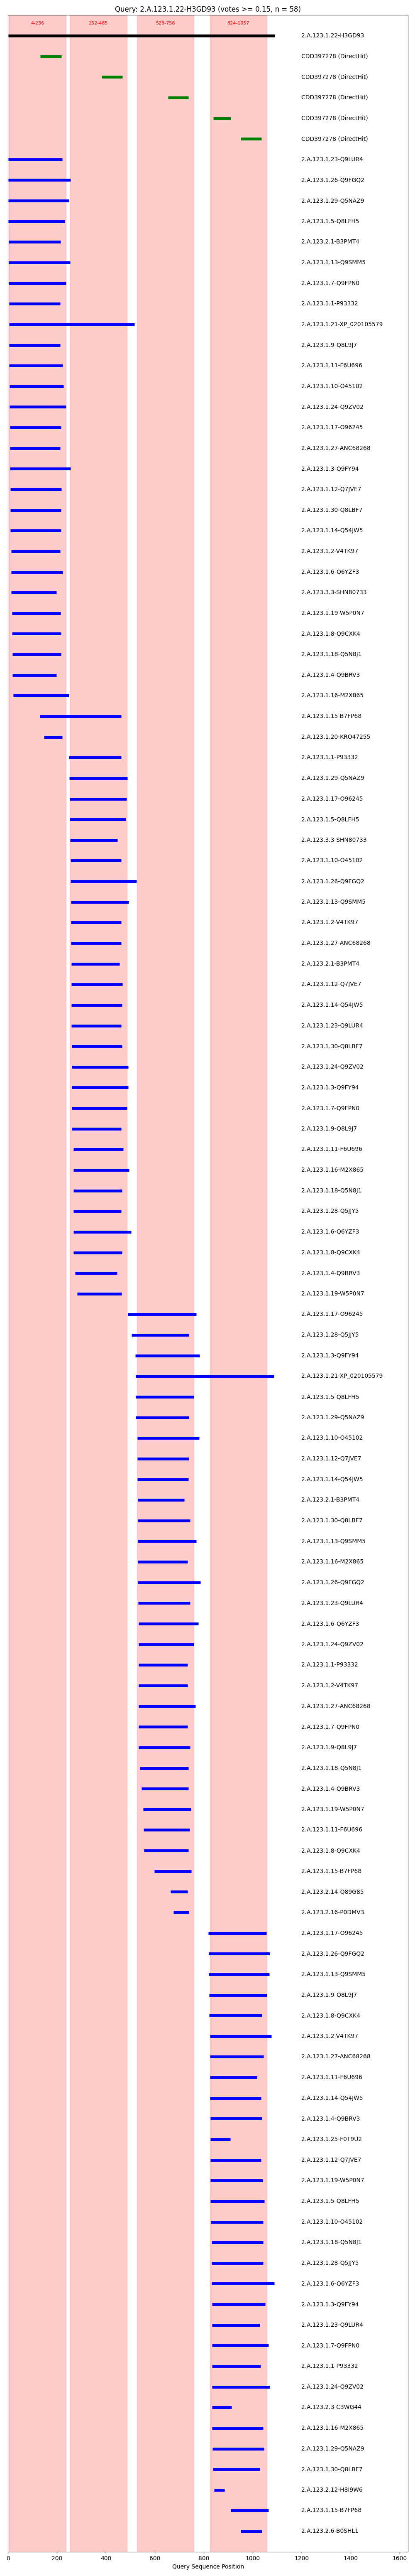 Query: 2.A.123.1.22-H3GD93 (votes >= 0.15, n = 58)
4-236 252-485 528-758 824-1057
2.A.123.1.22-H3GD93
CDD397278 (DirectHit)
CDD397278 (DirectHit)
CDD397278 (DirectHit)
CDD397278 (DirectHit)
CDD397278 (DirectHit)
2.A.123.1.23-Q9LUR4
2.A.123.1.26-Q9FGQ2
2.A.123.1.29-Q5NAZ9
2.A.123.1.5-Q8LFH5
2.A.123.2.1-B3PMT4
2.A.123.1.13-Q9SMM5
2.A.123.1.7-Q9FPN0
2.A.123.1.1-P93332
2.A.123.1.21-XP_020105579
2.A.123.1.9-Q8L9J7
2.A.123.1.11-F6U696
2.A.123.1.10-O45102
2.A.123.1.24-Q9ZV02
2.A.123.1.17-O96245
2.A.123.1.27-ANC68268
2.A.123.1.3-Q9FY94
2.A.123.1.12-Q7JVE7
2.A.123.1.30-Q8LBF7
2.A.123.1.14-Q54JW5
2.A.123.1.2-V4TK97
2.A.123.1.6-Q6YZF3
2.A.123.3.3-SHN80733
2.A.123.1.19-W5P0N7
2.A.123.1.8-Q9CXK4
2.A.123.1.18-Q5N8J1
2.A.123.1.4-Q9BRV3
2.A.123.1.16-M2X865
2.A.123.1.15-B7FP68
2.A.123.1.20-KRO47255
2.A.123.1.1-P93332
2.A.123.1.29-Q5NAZ9
2.A.123.1.17-O96245
2.A.123.1.5-Q8LFH5
2.A.123.3.3-SHN80733
2.A.123.1.10-O45102
2.A.123.1.26-Q9FGQ2
2.A.123.1.13-Q9SMM5
2.A.123.1.2-V4TK97
2.A.123.1.27-ANC68268
2.A.123.2.1-B3PMT4
2.A.123.1.12-Q7JVE7
2.A.123.1.14-Q54JW5
2.A.123.1.23-Q9LUR4
2.A.123.1.30-Q8LBF7
2.A.123.1.24-Q9ZV02
2.A.123.1.3-Q9FY94
2.A.123.1.7-Q9FPN0
2.A.123.1.9-Q8L9J7
2.A.123.1.11-F6U696
2.A.123.1.16-M2X865
2.A.123.1.18-Q5N8J1
2.A.123.1.28-Q5JJY5
2.A.123.1.6-Q6YZF3
2.A.123.1.8-Q9CXK4
2.A.123.1.4-Q9BRV3
2.A.123.1.19-W5P0N7
2.A.123.1.17-O96245
2.A.123.1.28-Q5JJY5
2.A.123.1.3-Q9FY94
2.A.123.1.21-XP_020105579
2.A.123.1.5-Q8LFH5
2.A.123.1.29-Q5NAZ9
2.A.123.1.10-O45102
2.A.123.1.12-Q7JVE7
2.A.123.1.14-Q54JW5
2.A.123.2.1-B3PMT4
2.A.123.1.30-Q8LBF7
2.A.123.1.13-Q9SMM5
2.A.123.1.16-M2X865
2.A.123.1.26-Q9FGQ2
2.A.123.1.23-Q9LUR4
2.A.123.1.6-Q6YZF3
2.A.123.1.24-Q9ZV02
2.A.123.1.1-P93332
2.A.123.1.2-V4TK97
2.A.123.1.27-ANC68268
2.A.123.1.7-Q9FPN0
2.A.123.1.9-Q8L9J7
2.A.123.1.18-Q5N8J1
2.A.123.1.4-Q9BRV3
2.A.123.1.19-W5P0N7
2.A.123.1.11-F6U696
2.A.123.1.8-Q9CXK4
2.A.123.1.15-B7FP68
2.A.123.2.14-Q89G85
2.A.123.2.16-P0DMV3
2.A.123.1.17-O96245
2.A.123.1.26-Q9FGQ2
2.A.123.1.13-Q9SMM5
2.A.123.1.9-Q8L9J7
2.A.123.1.8-Q9CXK4
2.A.123.1.2-V4TK97
2.A.123.1.27-ANC68268
2.A.123.1.11-F6U696
2.A.123.1.14-Q54JW5
2.A.123.1.4-Q9BRV3
2.A.123.1.25-F0T9U2
2.A.123.1.12-Q7JVE7
2.A.123.1.19-W5P0N7
2.A.123.1.5-Q8LFH5
2.A.123.1.10-O45102
2.A.123.1.18-Q5N8J1
2.A.123.1.28-Q5JJY5
2.A.123.1.6-Q6YZF3
2.A.123.1.3-Q9FY94
2.A.123.1.23-Q9LUR4
2.A.123.1.7-Q9FPN0
2.A.123.1.1-P93332
2.A.123.1.24-Q9ZV02
2.A.123.2.3-C3WG44
2.A.123.1.16-M2X865
2.A.123.1.29-Q5NAZ9
2.A.123.1.30-Q8LBF7
2.A.123.2.12-H8I9W6
2.A.123.1.15-B7FP68
2.A.123.2.6-B0SHL1
0 200 400 600 800 1000 1200 1400 1600
Query Sequence Position